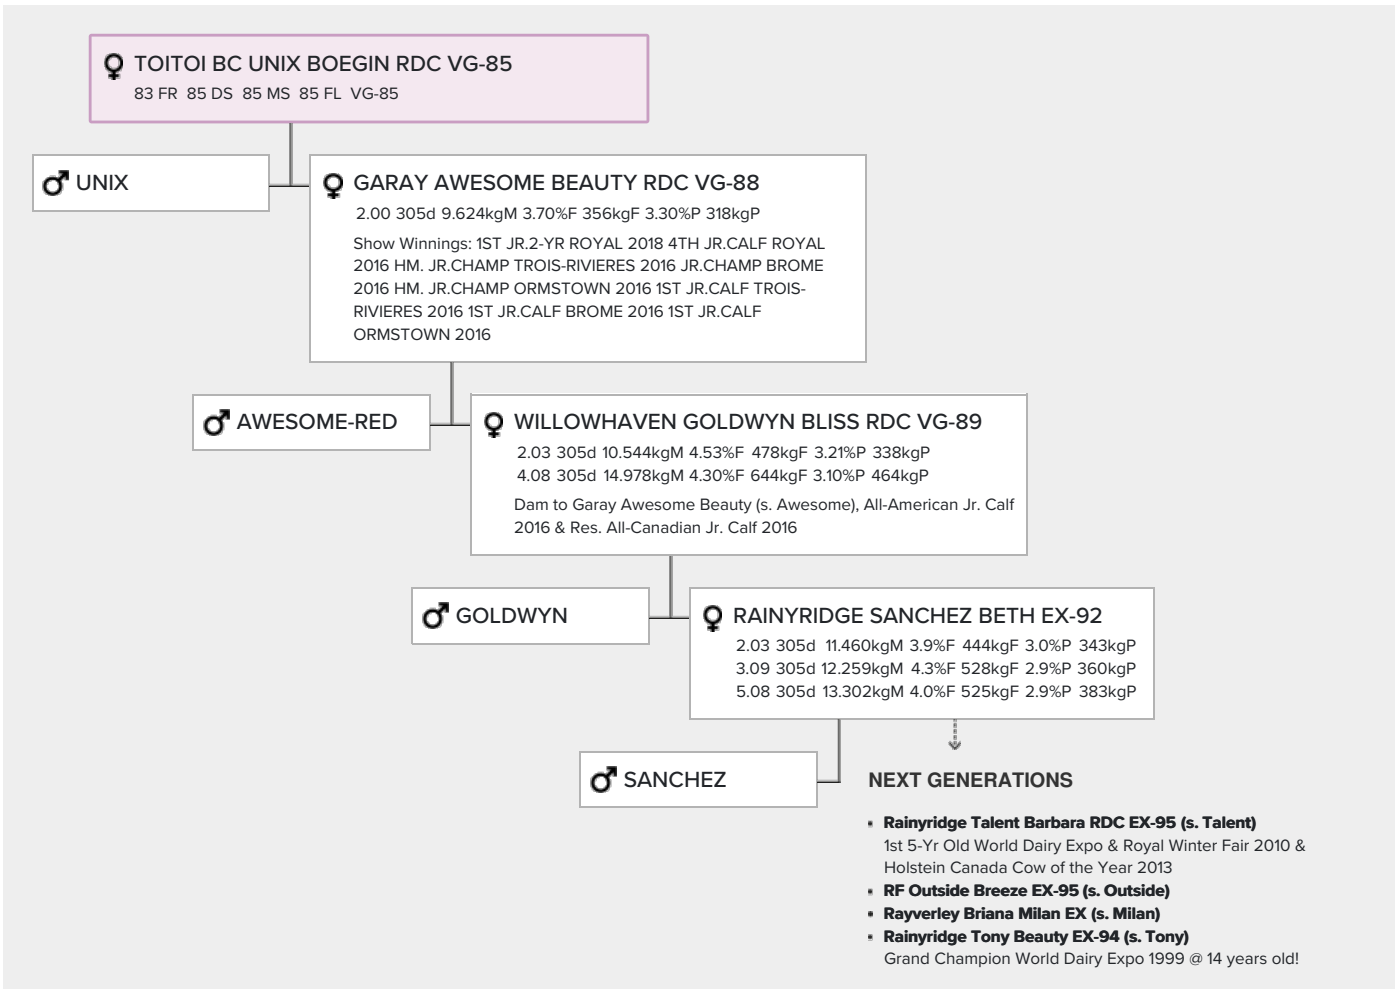 TOITOI BC UNIX BOEGIN RDC VG-85
83 FR 85 DS 85 MS 85 FL VG-85
UNIX
GARAY AWESOME BEAUTY RDC VG-88
2.00 305d 9.624kgM 3.70%F 356kgF 3.30%P 318kgP
Show Winnings: 1ST JR.2-YR ROYAL 2018 4TH JR.CALF ROYAL
2016 HM. JR.CHAMP TROIS-RIVIERES 2016 JR.CHAMP BROME
2016 HM. JR.CHAMP ORMSTOWN 2016 1ST JR.CALF TROIS-
RIVIERES 2016 1ST JR.CALF BROME 2016 1ST JR.CALF
ORMSTOWN 2016
AWESOME-RED
WILLOWHAVEN GOLDWYN BLISS RDC VG-89
2.03 305d 10.544kgM 4.53%F 478kgF 3.21%P 338kgP
4.08 305d 14.978kgM 4.30%F 644kgF 3.10%P 464kgP
Dam to Garay Awesome Beauty (s. Awesome), All-American Jr. Calf
2016 & Res. All-Canadian Jr. Calf 2016
GOLDWYN
RAINYRIDGE SANCHEZ BETH EX-92
2.03 305d 11.460kgM 3.9%F 444kgF 3.0%P 343kgP
3.09 305d 12.259kgM 4.3%F 528kgF 2.9%P 360kgP
5.08 305d 13.302kgM 4.0%F 525kgF 2.9%P 383kgP
SANCHEZ
NEXT GENERATIONS
Rainyridge Talent Barbara RDC EX-95 (s. Talent)
1st 5-Yr Old World Dairy Expo & Royal Winter Fair 2010 &
Holstein Canada Cow of the Year 2013
RF Outside Breeze EX-95 (s. Outside)
Rayverley Briana Milan EX (s. Milan)
Rainyridge Tony Beauty EX-94 (s. Tony)
Grand Champion World Dairy Expo 1999 @ 14 years old!